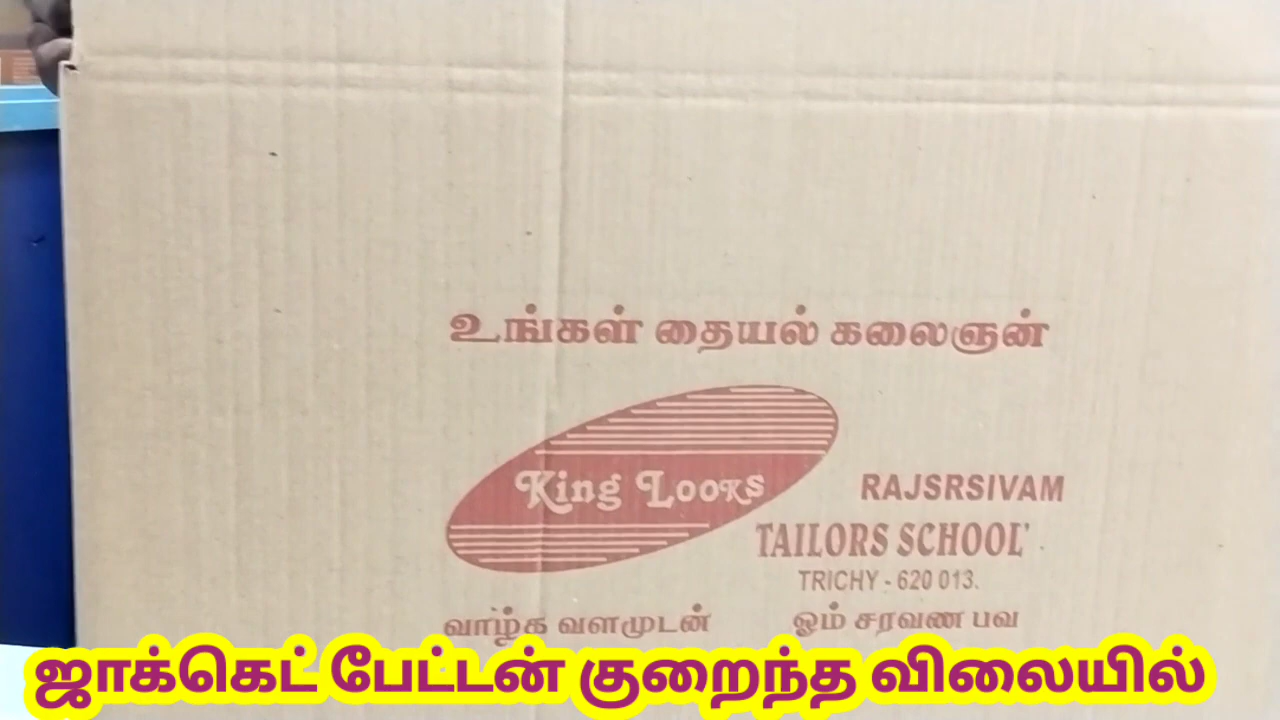 உங்கள் தையல் கலைஞன்
King Looks
RAJSRSIVAM
TAILORS SCHOOL'
TRICHY - 620 013.
வாழ்க வளமுடன் ஓம் சரவண பவ
ஜாக்கெட் பேட்டன் குறைந்த விலையில்